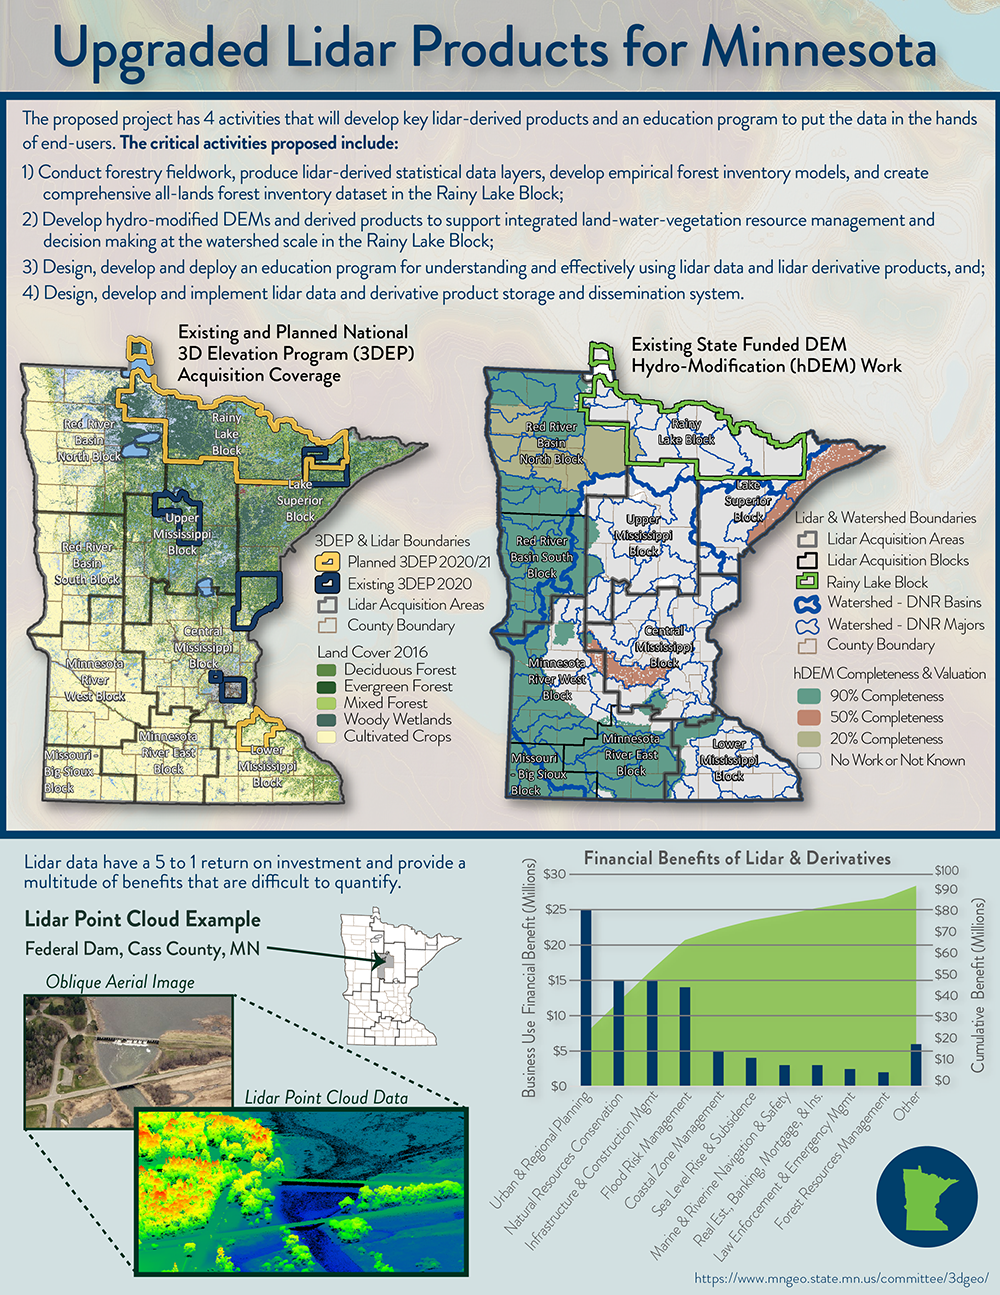 Upgraded Lidar Products for Minnesota
The proposed project has 4 activities that will develop key lidar-derived products and an education program to put the data in the hands
of end-users. The critical activities proposed include:
1) Conduct forestry fieldwork, produce lidar-derived statistical data layers, develop empirical forest inventory models, and create
comprehensive all-lands forest inventory dataset in the Rainy Lake Block;
2) Develop hydro-modified DEMs and derived products to support integrated land-water-vegetation resource management and
decision making at the watershed scale in the Rainy Lake Block;
3) Design, develop and deploy an education program for understanding and effectively using lidar data and lidar derivative products, and;
4) Design, develop and implement lidar data and derivative product storage and dissemination system.
Existing and Planned National
3D Elevation Program (3DEP)
Acquisition Coverage
Red River
Basin
North Block
Rainy
Lake
Block
Lake
Superior
Block
Upper
Mississippi
Block
Red River
Basin
South Block
Central
Mississippi
Block
Minnesota
River
West Block
Minnesota
River East
Block
Missouri
Big Sioux
Block
Lower
Mississippi
Block
3DEP & Lidar Boundaries
Planned 3DEP 2020/21
Existing 3DEP 2020
Lidar Acquisition Areas
County Boundary
Land Cover 2016
Deciduous Forest
Evergreen Forest
Mixed Forest
Woody Wetlands
Cultivated Crops
Existing State Funded DEM
Hydro-Modification (hDEM) Work
Red River
Basin
North Block
Rainy
Lake Block
Lake
Superior
Block
Upper
Mississippi
Block
Red River
Basin South
Block
Central
Mississippi
Block
Minnesota
River West
Block
Minnesota
River East
Block
Missouri
- Big Sioux
Block
Lower
Mississippi
Block
Lidar & Watershed Boundaries
Lidar Acquisition Areas
Lidar Acquisition Blocks
Rainy Lake Block
Watershed - DNR Basins
Watershed - DNR Majors
County Boundary
hDEM Completeness & Valuation
90% Completeness
50% Completeness
20% Completeness
No Work or Not Known
Lidar data have a 5 to 1 return on investment and provide a
multitude of benefits that are difficult to quantify.
Lidar Point Cloud Example
Federal Dam, Cass County, MN
Oblique Aerial Image
Lidar Point Cloud Data
Financial Benefits of Lidar & Derivatives
Business Use Financial Benefit (Millions)
$30
$25
$20
$15
$10
$5
$0
$100
$90
$80
$70
$60
$50
$40
$30
$20
$10
$0
Cumulative Benefit (Millions)
Urban & Regional Planning
Natural Resources Conservation
Infrastructure & Construction Mgmt
Flood Risk Management
Coastal Zone Management
Sea Level Rise & Subsidence
Marine & Riverine Navigation & Safety
Real Est., Banking, Mortgage, & Ins.
Law Enforcement & Emergency Mgmt
Forest Resources Management
Other
https://www.mngeo.state.mn.us/committee/3dgeo/